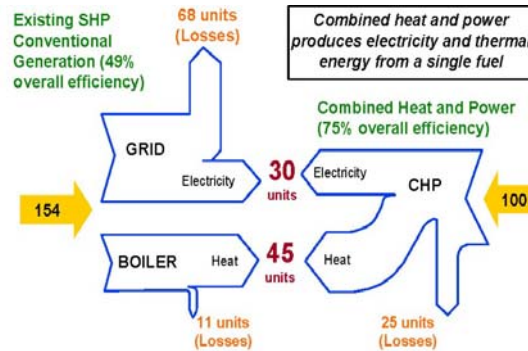 Existing SHP
Conventional
Generation (49%
overall efficiency)
68 units
(Losses)
Combined heat and power
produces electricity and thermal
energy from a single fuel
Combined Heat and Power
(75% overall efficiency)
GRID
Electricity
30
units
Electricity
CHP
154
100
BOILER
Heat
45
units
Heat
11 units
(Losses)
25 units
(Losses)